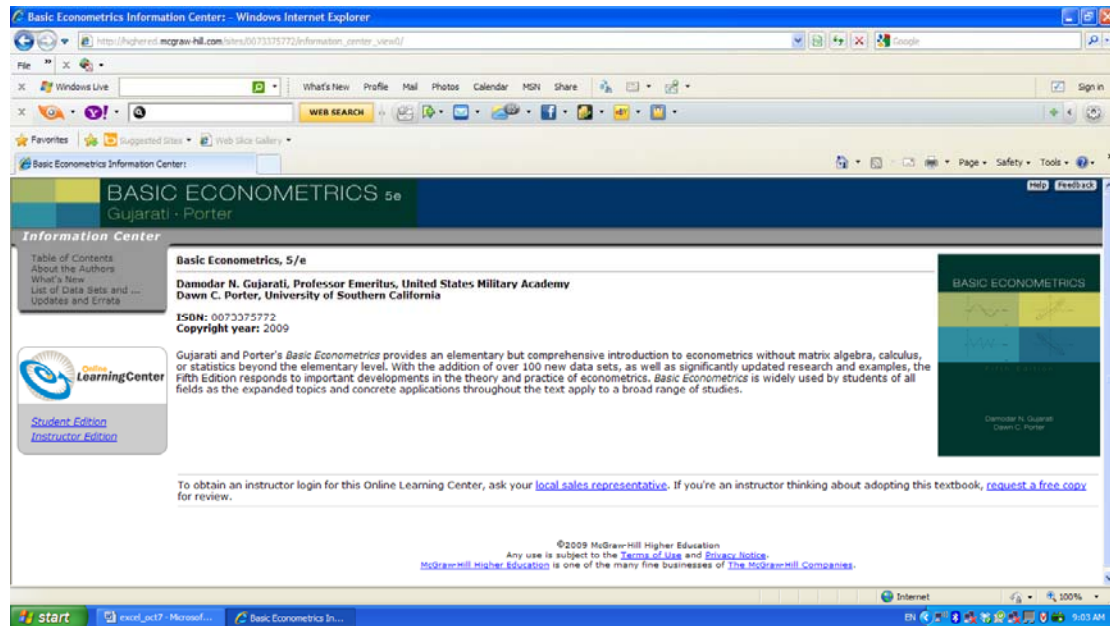 Basic Econometrics Information Center: - Windows Internet Explorer
http://highered.mcgraw-hill.com/sites/0073375772/information_center_view0/
Google
File
Windows Live
What's New Profile Mail Photos Calendar MSN Share
Sign in
WEB SEARCH
Favorites Suggested Sites Web Slice Gallery
Basic Econometrics Information Center:
Page Safety Tools
BASIC ECONOMETRICS 5e
Gujarati · Porter
Help Feedback
Information Center
Table of Contents
About the Authors
What's New
List of Data Sets and ...
Updates and Errata
Online
LearningCenter
Student Edition
Instructor Edition
Basic Econometrics, 5/e
Damodar N. Gujarati, Professor Emeritus, United States Military Academy
Dawn C. Porter, University of Southern California
ISBN: 0073375772
Copyright year: 2009
Gujarati and Porter's Basic Econometrics provides an elementary but comprehensive introduction to econometrics without matrix algebra, calculus,
or statistics beyond the elementary level. With the addition of over 100 new data sets, as well as significantly updated research and examples, the
Fifth Edition responds to important developments in the theory and practice of econometrics. Basic Econometrics is widely used by students of all
fields as the expanded topics and concrete applications throughout the text apply to a broad range of studies.
BASIC ECONOMETRICS
Fifth Edition
Damodar N. Gujarati
Dawn C. Porter
To obtain an instructor login for this Online Learning Center, ask your local sales representative. If you're an instructor thinking about adopting this textbook, request a free copy
for review.
©2009 McGraw-Hill Higher Education
Any use is subject to the Terms of Use and Privacy Notice.
McGraw-Hill Higher Education is one of the many fine businesses of The McGraw-Hill Companies.
Internet
100%
start
excel_oct7 - Microsof...
Basic Econometrics In...
EN
9:03 AM